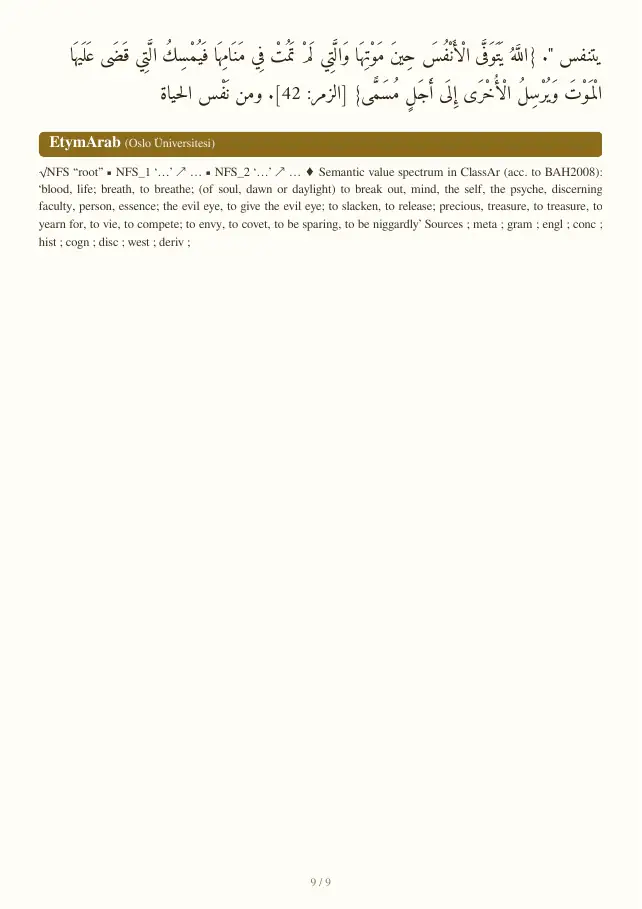 يتنفس ". {اللَّهُ يَتَوَفَّى الْأَنْفُسَ حِينَ مَوْتِهَا وَالَّتِي لَمْ تَمُتْ فِي مَنَامِهَا فَيُمْسِكُ الَّتِي قَضَى عَلَيْهَا
الْمَوْتَ وَيُرْسِلُ الْأُخْرَى إِلَى أَجَلٍ مُسَمًّى} [الزمر: 42]. ومن نَفْس الحياة
EtymArab (Oslo Üniversitesi)
√NFS “root” ▪ NFS_1 ‘…’ ↗ … ▪ NFS_2 ‘…’ ↗ … ♦ Semantic value spectrum in ClassAr (acc. to BAH2008):
‘blood, life; breath, to breathe; (of soul, dawn or daylight) to break out, mind, the self, the psyche, discerning
faculty, person, essence; the evil eye, to give the evil eye; to slacken, to release; precious, treasure, to treasure, to
yearn for, to vie, to compete; to envy, to covet, to be sparing, to be niggardly’ Sources ; meta ; gram ; engl ; conc ;
hist ; cogn ; disc ; west ; deriv ;
9 / 9